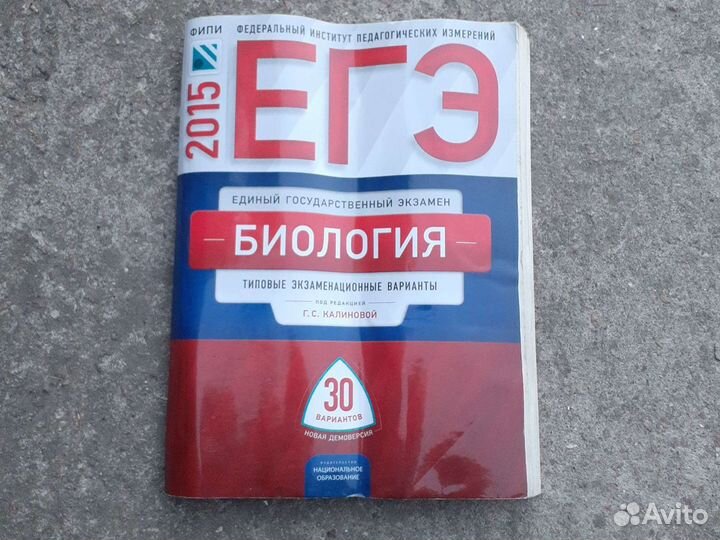 ФИПИ
ФЕДЕРАЛЬНЫЙ ИНСТИТУТ ПЕДАГОГИЧЕСКИХ ИЗМЕРЕНИЙ
2015
ЕГЭ
ЕДИНЫЙ ГОСУДАРСТВЕННЫЙ ЭКЗАМЕН
БИОЛОГИЯ
ТИПОВЫЕ ЭКЗАМЕНАЦИОННЫЕ ВАРИАНТЫ
ПОД РЕДАКЦИЕЙ
Г.С. КАЛИНОВОЙ
30
ВАРИАНТОВ
НОВАЯ ДЕМОВЕРСИЯ
ИЗДАТЕЛЬСТВО
НАЦИОНАЛЬНОЕ
ОБРАЗОВАНИЕ
Avito